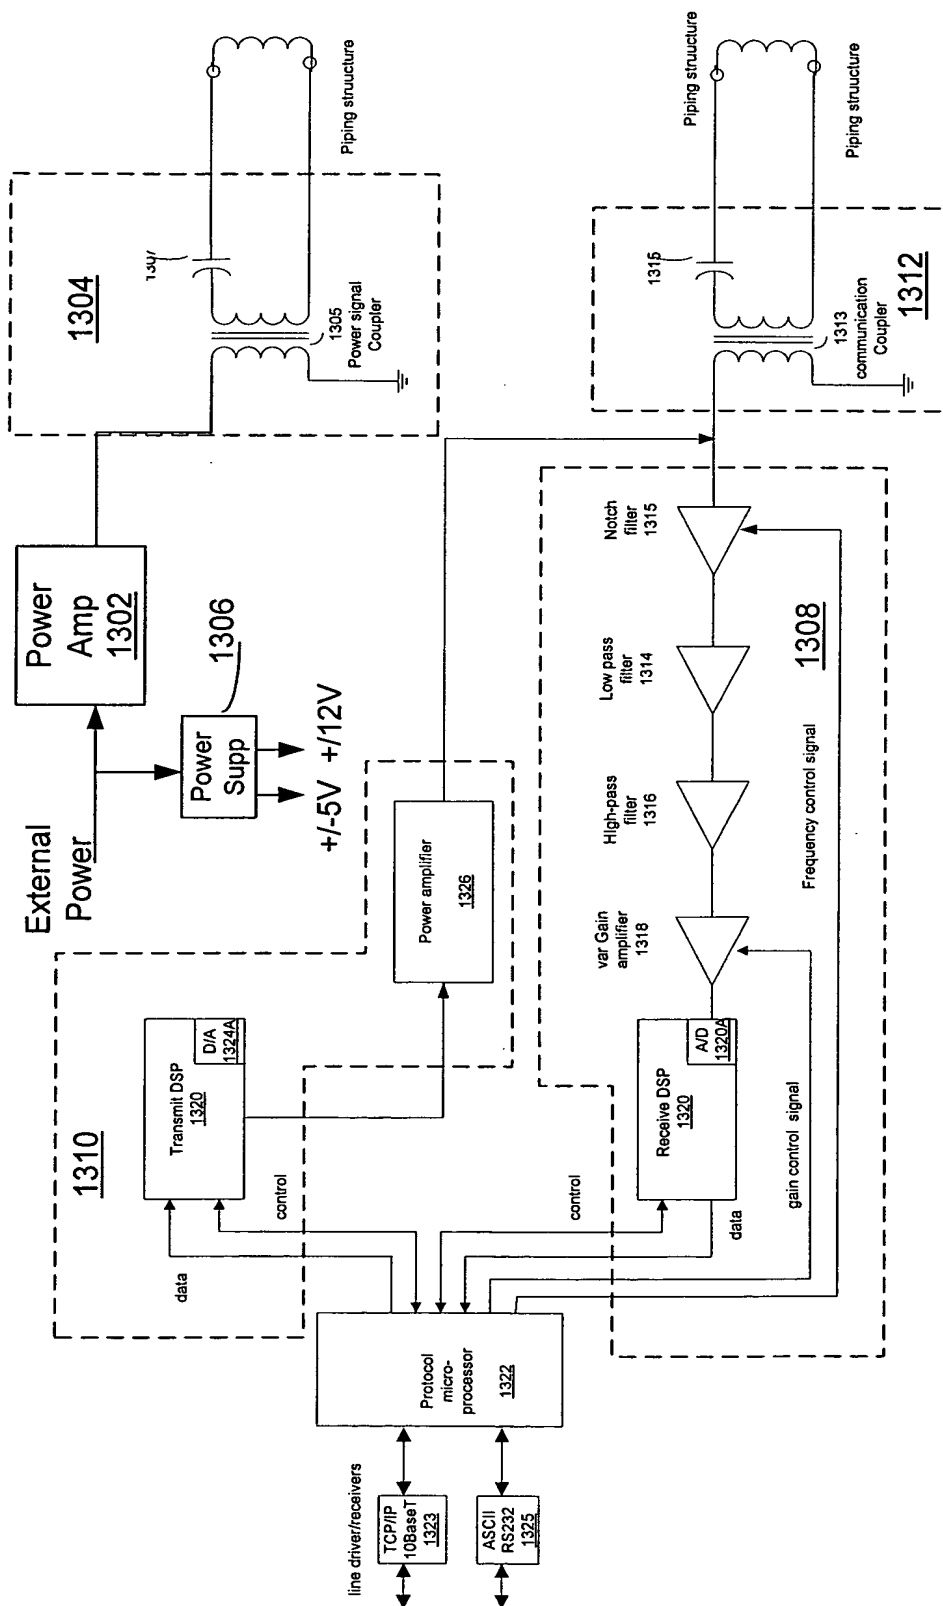 External
Power
Power
Amp
1302
1304
1305
Power signal
Coupler
Piping struucture
Power
Supp
1306
+/-5V +/12V
1310
Transmit DSP
1320
D/A
1324A
data
control
Power amplifier
1326
line driver/receivers
TCP/IP
10BaseT
1323
ASCII
RS232
1325
Protocol
micro-
processor
1322
control
data
Receive DSP
1320
A/D
1320A
var Gain
amplifier
1318
HIgh-pass
filter
1316
Low pass
filter
1314
Notch
filter
1315
1308
gain control signal
Frequency control signal
1315
1313
communication
Coupler
1312
Piping struucture
Piping struucture